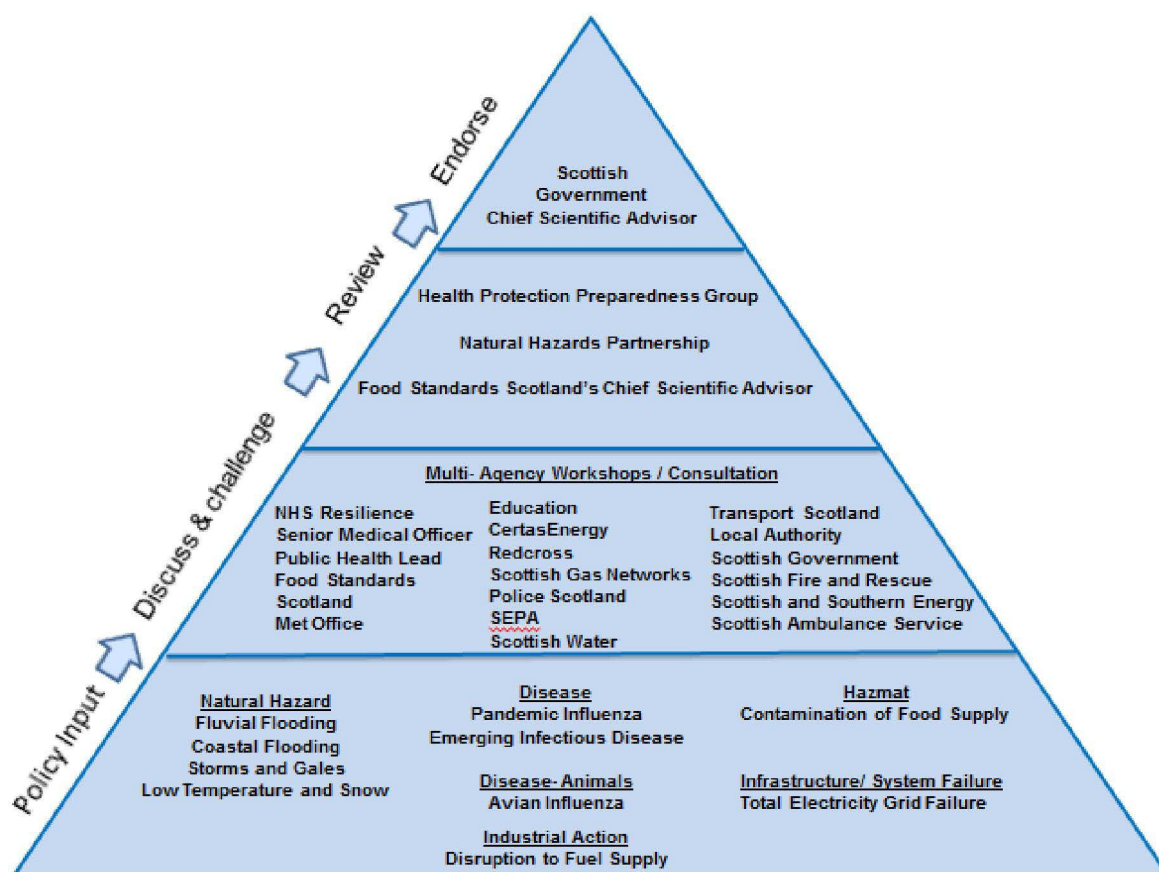 Endorse
Scottish
Government
Chief Scientific Advisor
Review
Health Protection Preparedness Group
Natural Hazards Partnership
Food Standards Scotland's Chief Scientific Advisor
Discuss & challenge
Multi- Agency Workshops / Consultation
NHS Resilience
Senior Medical Officer
Public Health Lead
Food Standards
Scotland
Met Office
Education
CertasEnergy
Redcross
Scottish Gas Networks
Police Scotland
SEPA
Scottish Water
Transport Scotland
Local Authority
Scottish Government
Scottish Fire and Rescue
Scottish and Southern Energy
Scottish Ambulance Service
Policy Input
Natural Hazard
Fluvial Flooding
Coastal Flooding
Storms and Gales
Low Temperature and Snow
Disease
Pandemic Influenza
Emerging Infectious Disease
Disease- Animals
Avian Influenza
Industrial Action
Disruption to Fuel Supply
Hazmat
Contamination of Food Supply
Infrastructure/ System Failure
Total Electricity Grid Failure